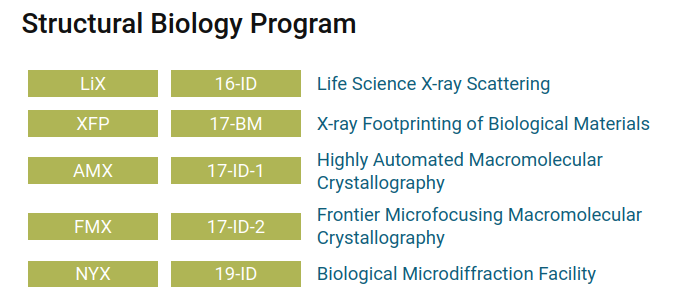 Structural Biology Program
LiX 16-ID Life Science X-ray Scattering
XFP 17-BM X-ray Footprinting of Biological Materials
AMX 17-ID-1 Highly Automated Macromolecular
Crystallography
FMX 17-ID-2 Frontier Microfocusing Macromolecular
Crystallography
NYX 19-ID Biological Microdiffraction Facility